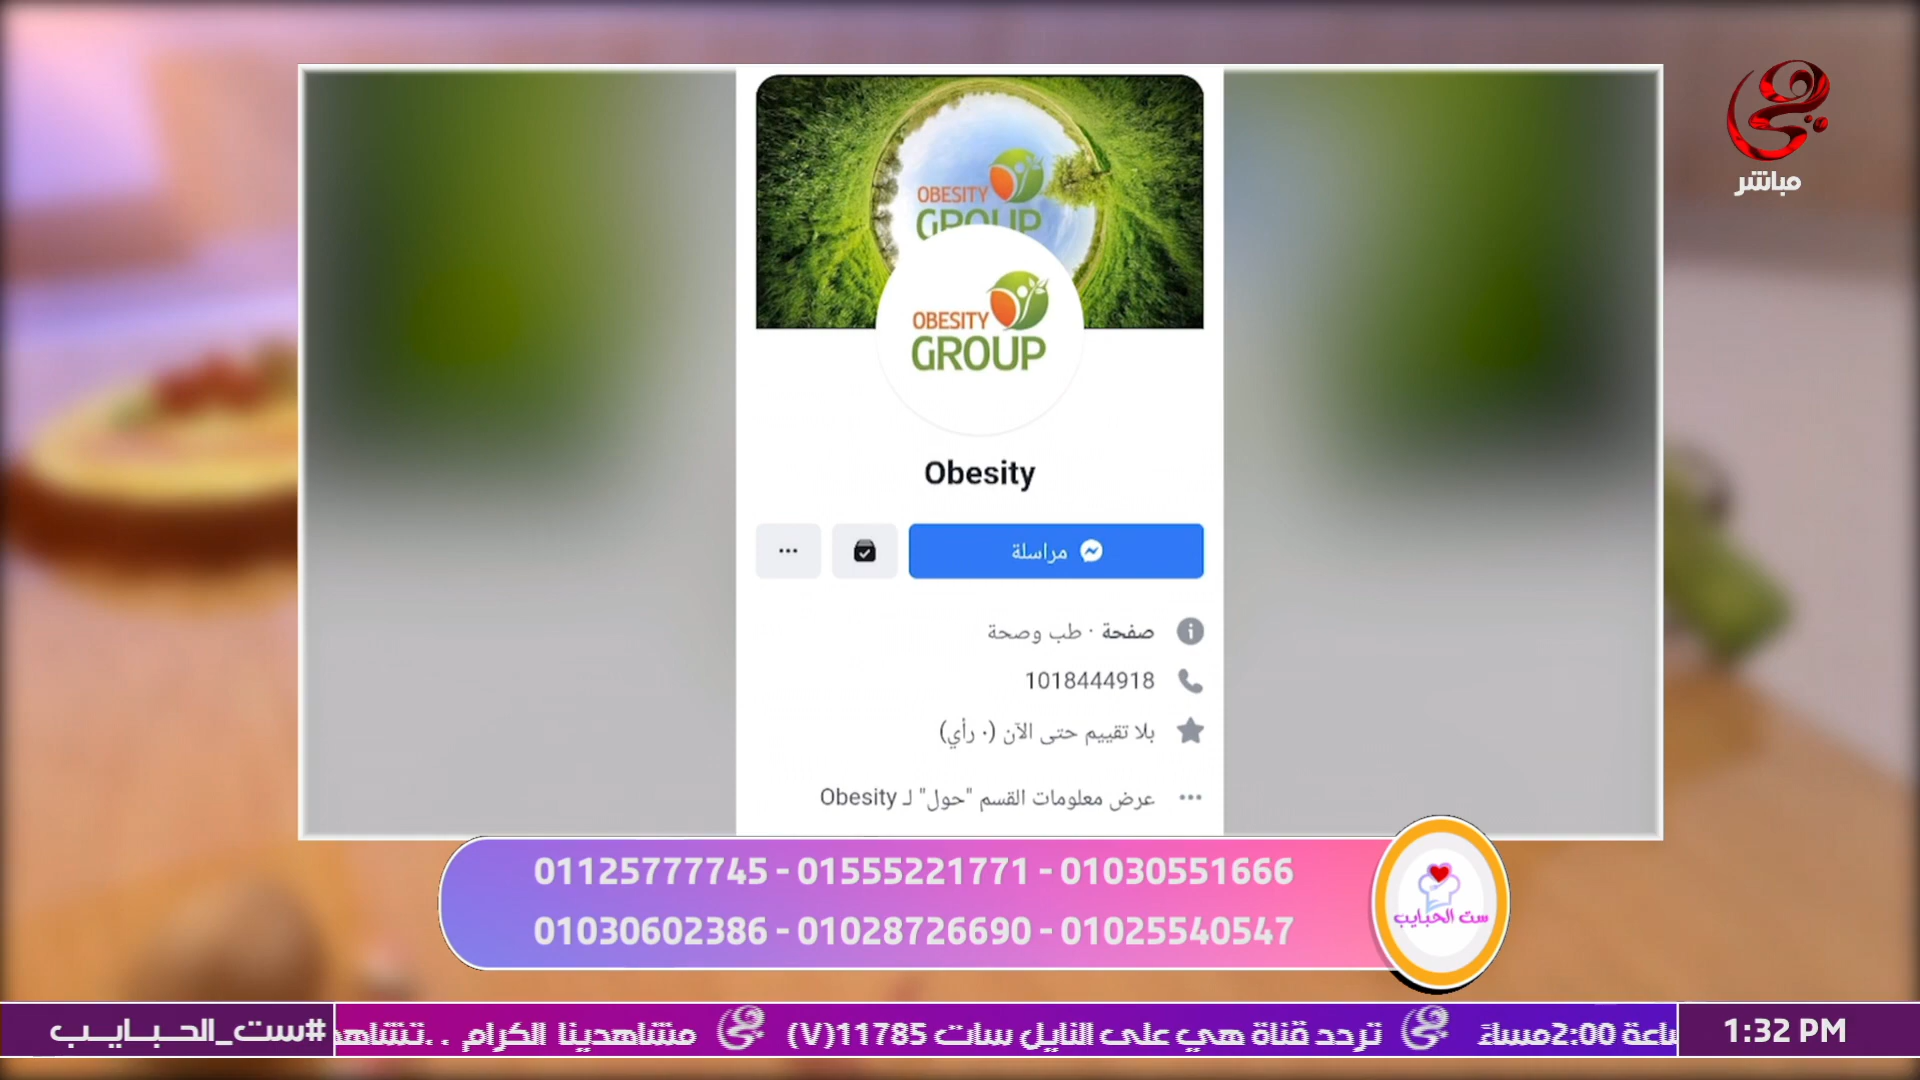 مباشر
OBESITY
GROUP
OBESITY
GROUP
Obesity
مراسلة
صفحة · طب وصحة
1018444918
بلا تقييم حتى الآن (٠ رأي)
عرض معلومات القسم "حول" لـ Obesity
01125777745 - 01555221771 - 01030551666
01030602386 - 01028726690 - 01025540547
ست الحبايب
#ست_الحبايب
2:00مساءً تردد قناة هي على النايل سات 11785(V) مشاهدينا الكرام . .
1:32 PM